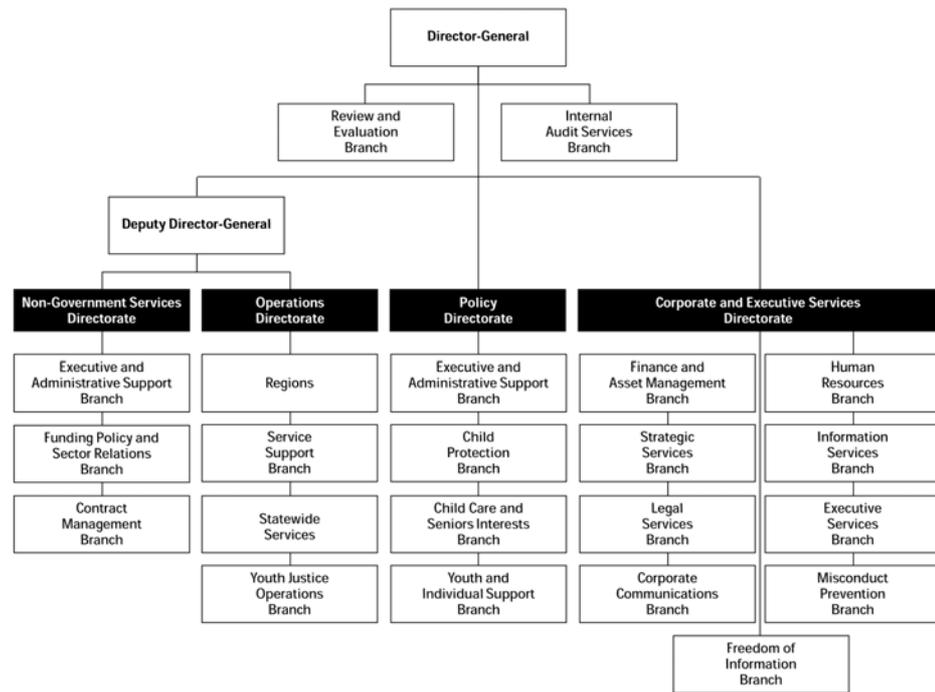 Director-General
Review and
Evaluation
Branch
Internal
Audit Services
Branch
Deputy Director-General
Non-Government Services
Directorate
Operations
Directorate
Policy
Directorate
Corporate and Executive Services
Directorate
Executive and
Administrative Support
Branch
Regions
Executive and
Administrative Support
Branch
Finance and
Asset Management
Branch
Human
Resources
Branch
Funding Policy and
Sector Relations
Branch
Service
Support
Branch
Child
Protection
Branch
Strategic
Services
Branch
Information
Services
Branch
Contract
Management
Branch
Statewide
Services
Child Care and
Seniors Interests
Branch
Legal
Services
Branch
Executive
Services
Branch
Youth Justice
Operations
Branch
Youth and
Individual Support
Branch
Corporate
Communications
Branch
Misconduct
Prevention
Branch
Freedom of
Information
Branch